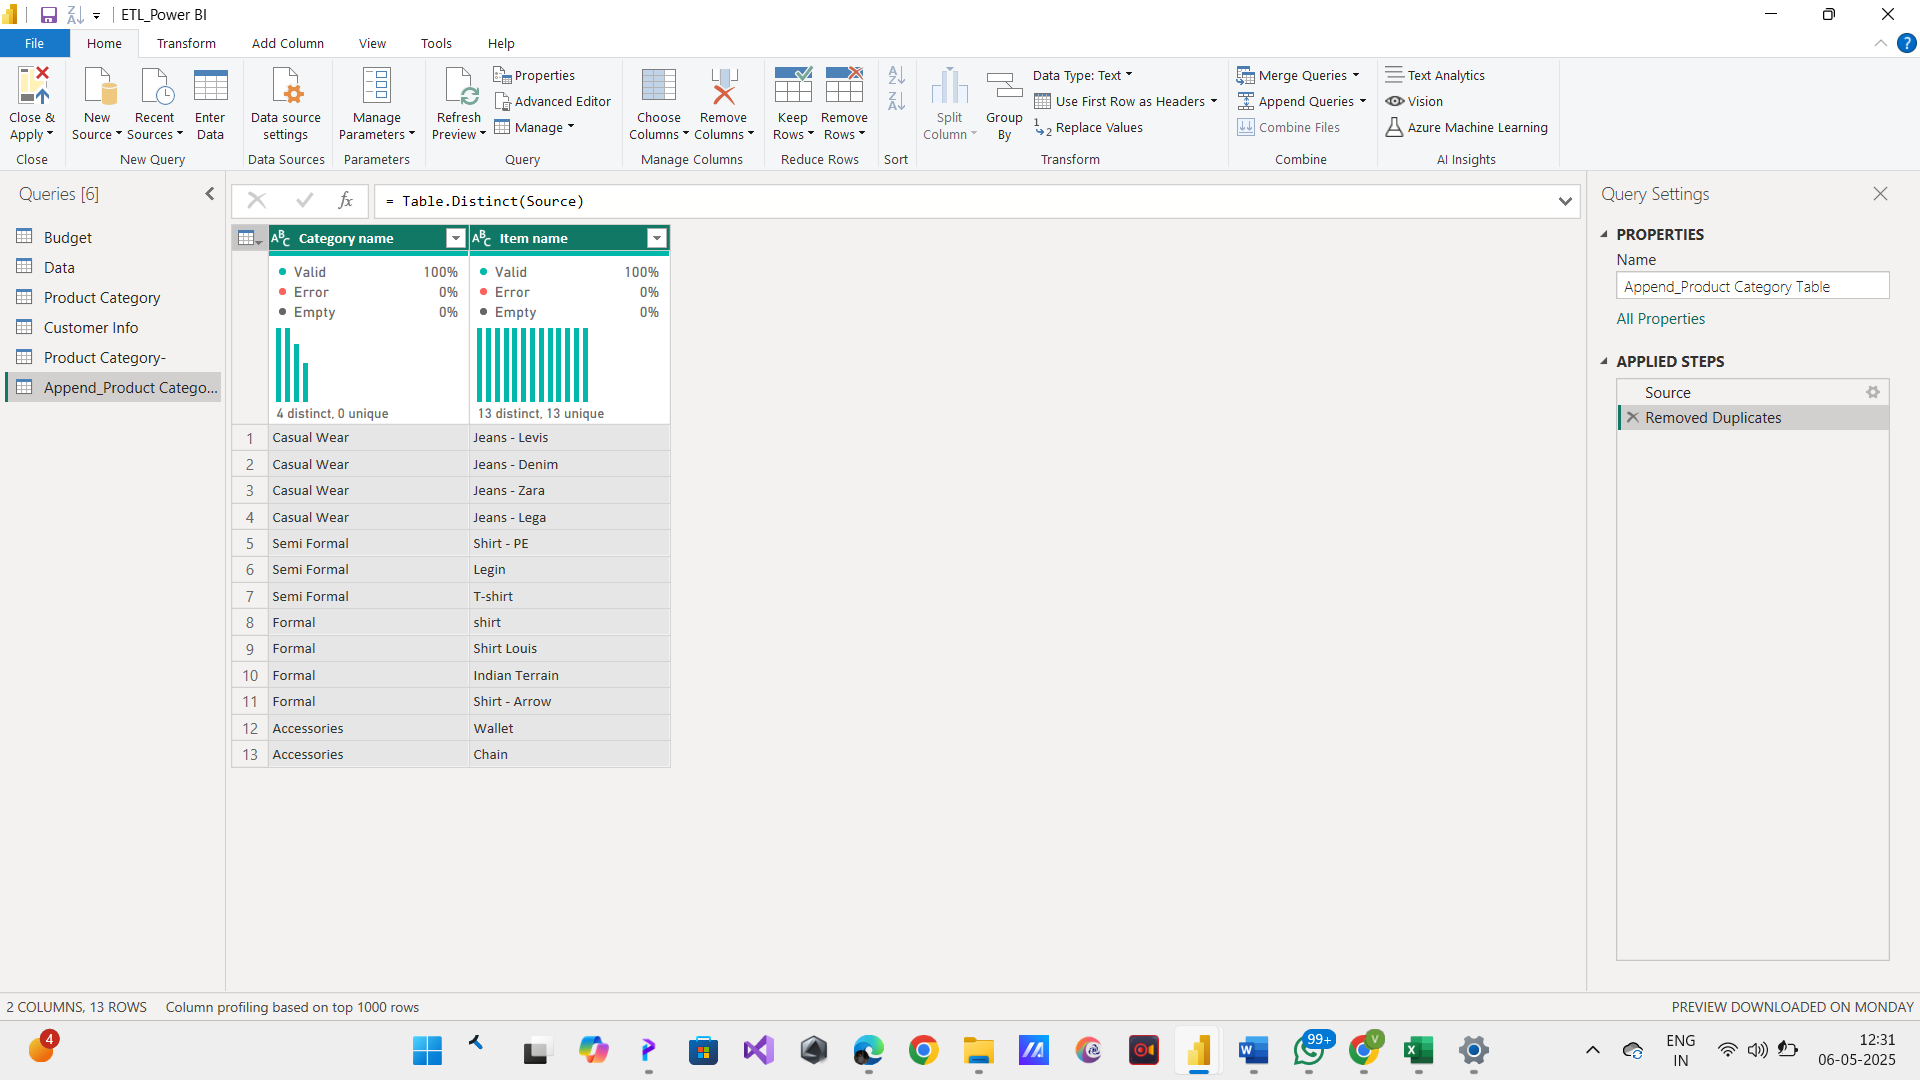 ETL_Power BI
File Home Transform Add Column View Tools Help
Close & Apply
New Source
Recent Sources
Enter Data
Data source settings
Manage Parameters
Refresh Preview
Properties
Advanced Editor
Manage
Choose Columns
Remove Columns
Keep Rows
Remove Rows
Split Column
Group By
Data Type: Text
Use First Row as Headers
Replace Values
Merge Queries
Append Queries
Combine Files
Text Analytics
Vision
Azure Machine Learning
Close New Query Data Sources Parameters Query Manage Columns Reduce Rows Sort Transform Combine AI Insights
Queries [6]
Budget
Data
Product Category
Customer Info
Product Category-
Append_Product Catego...
= Table.Distinct(Source)
Category name Item name
Valid 100% Valid 100%
Error 0% Error 0%
Empty 0% Empty 0%
4 distinct, 0 unique 13 distinct, 13 unique
1 Casual Wear Jeans - Levis
2 Casual Wear Jeans - Denim
3 Casual Wear Jeans - Zara
4 Casual Wear Jeans - Lega
5 Semi Formal Shirt - PE
6 Semi Formal Legin
7 Semi Formal T-shirt
8 Formal shirt
9 Formal Shirt Louis
10 Formal Indian Terrain
11 Formal Shirt - Arrow
12 Accessories Wallet
13 Accessories Chain
Query Settings
PROPERTIES
Name
Append_Product Category Table
All Properties
APPLIED STEPS
Source
Removed Duplicates
2 COLUMNS, 13 ROWS Column profiling based on top 1000 rows PREVIEW DOWNLOADED ON MONDAY
4
99+
V
ENG
IN
12:31
06-05-2025